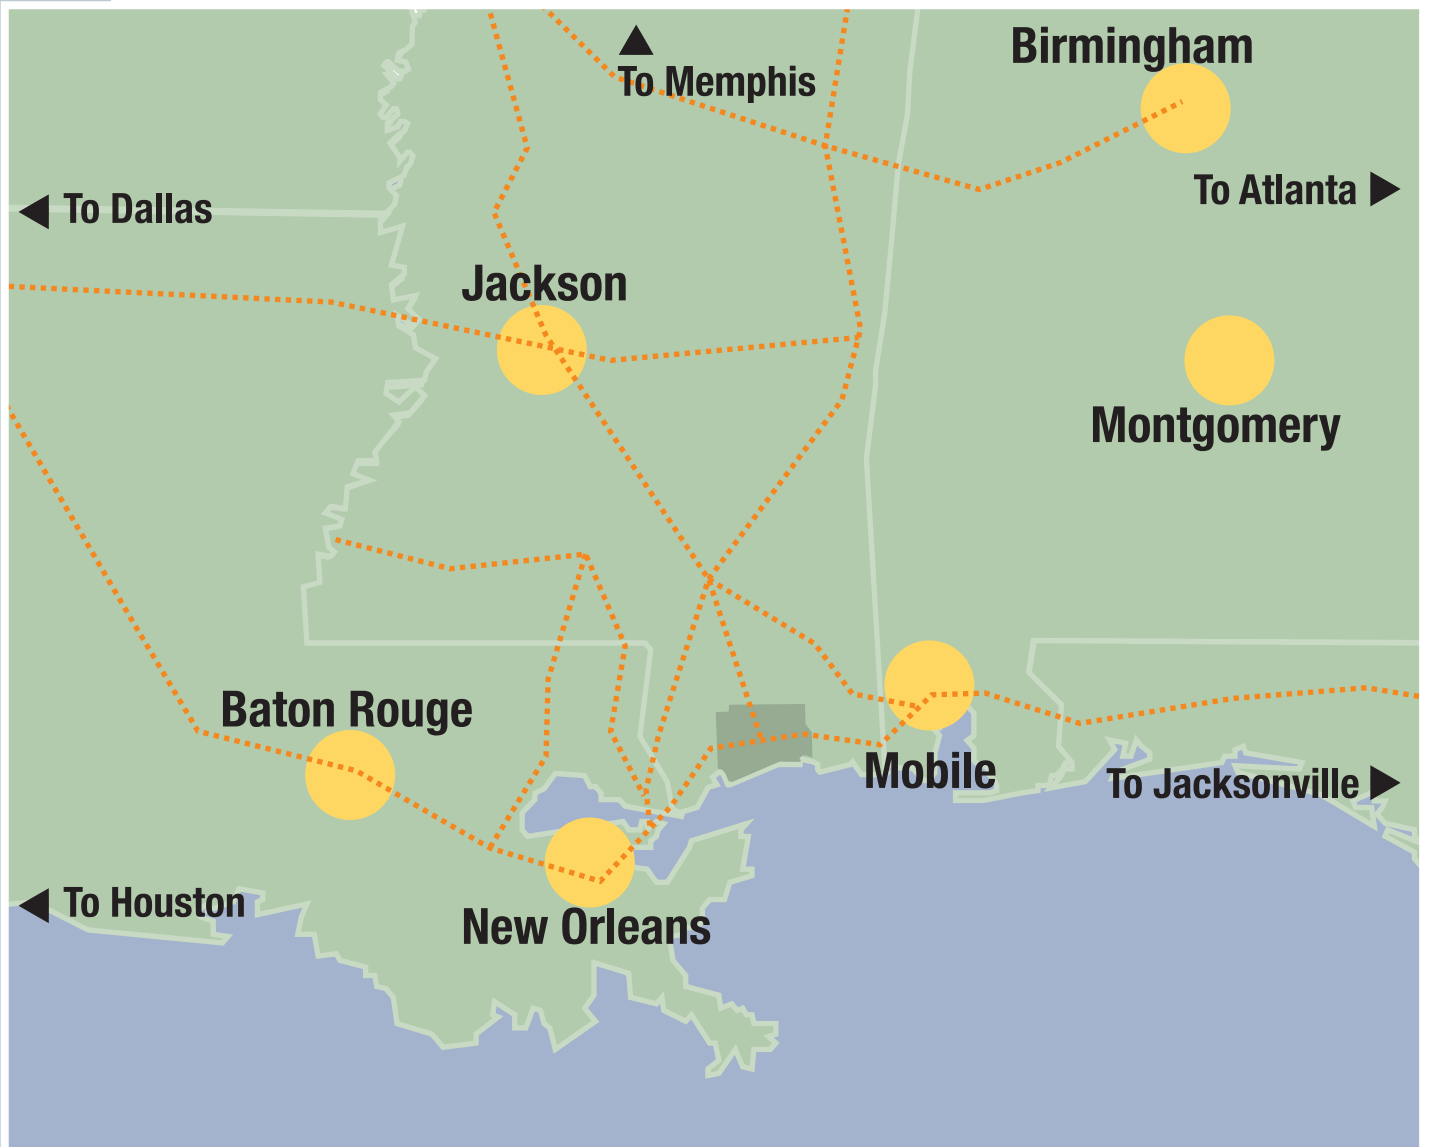 Birmingham
To Memphis
To Atlanta
To Dallas
Jackson
Montgomery
Baton Rouge
Mobile
To Jacksonville
To Houston
New Orleans